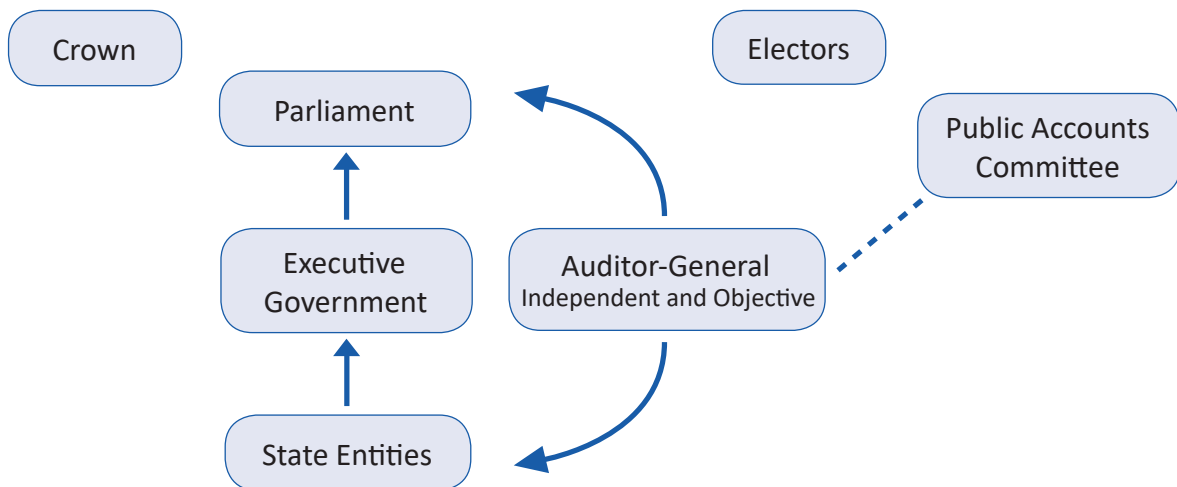 Crown
Electors
Parliament
Public Accounts
Committee
Executive
Government
Auditor-General
Independent and Objective
State Entities